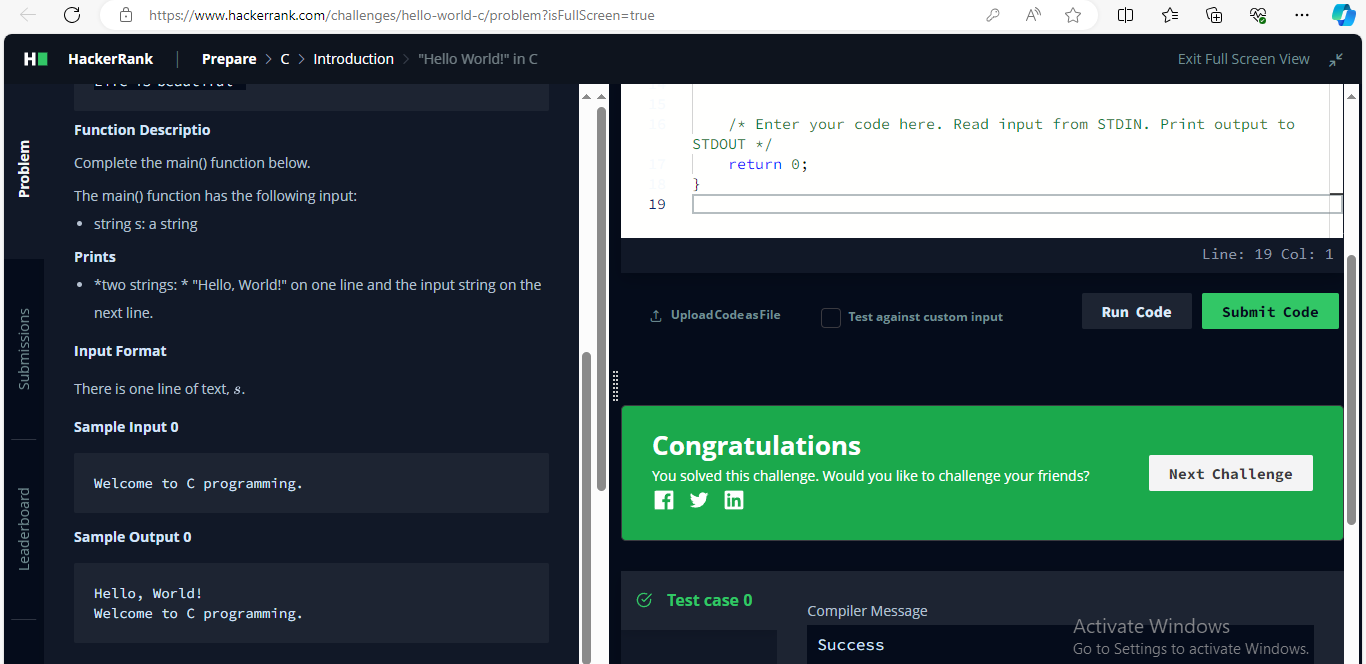 https://www.hackerrank.com/challenges/hello-world-c/problem?isFullScreen=true
HackerRank
Prepare > C > Introduction > "Hello World!" in C
Exit Full Screen View
Problem
Submissions
Leaderboard
Function Descriptio
Complete the main() function below.
The main() function has the following input:
• string s: a string
Prints
• *two strings: * "Hello, World!" on one line and the input string on the
next line.
Input Format
There is one line of text, s.
Sample Input 0
Welcome to C programming.
Sample Output 0
Hello, World!
Welcome to C programming.
15
16 /* Enter your code here. Read input from STDIN. Print output to
STDOUT */
17 return 0;
18 }
19
Line: 19 Col: 1
Upload Code as File
Test against custom input
Run Code
Submit Code
Congratulations
You solved this challenge. Would you like to challenge your friends?
Next Challenge
Test case 0
Compiler Message
Success
Activate Windows
Go to Settings to activate Windows.